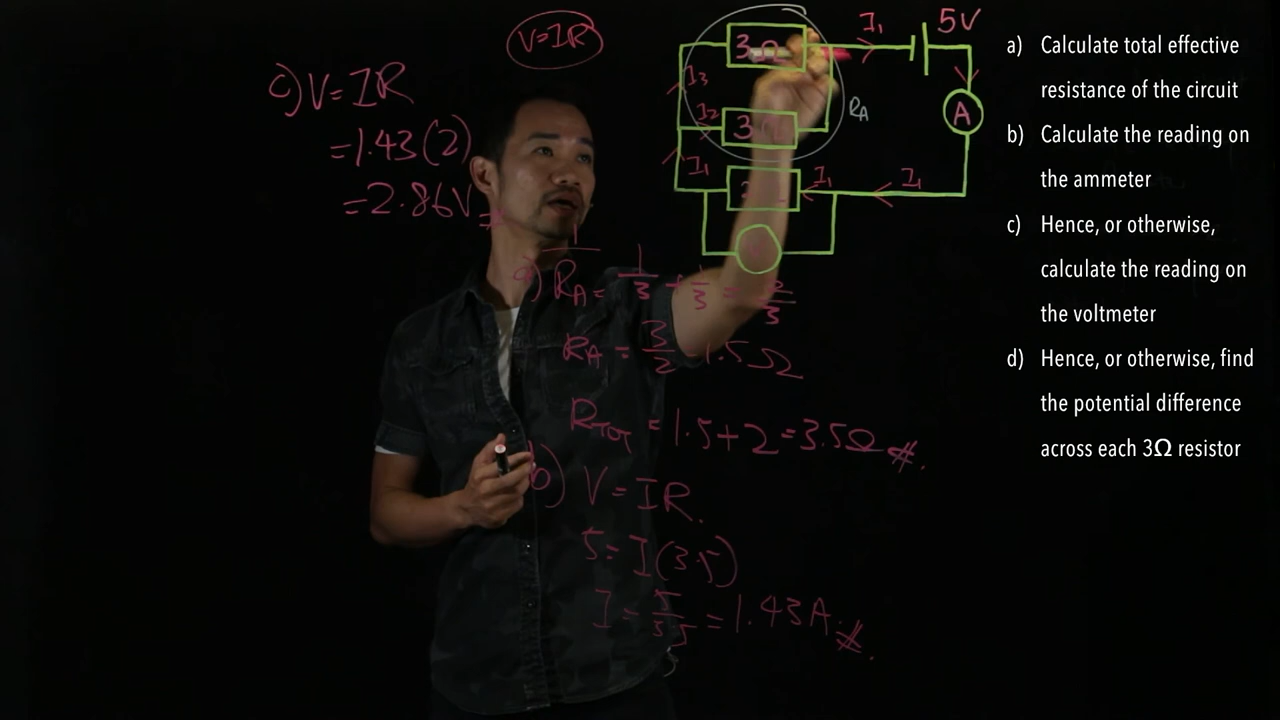 V=IR
c) V=IR
=1.43(2)
=2.86V
3Ω
3
I₁
5V
I₃
I₂
R_A
A
I₁
I₁
I₁
a) 1/R_A = 1/3 + 1/3 = 2/3
R_A = 3/2 = 1.5Ω
R_TOT = 1.5+2=3.5Ω #.
b) V=IR.
5=I(3.5)
I = 5/3.5 = 1.43A #.
a) Calculate total effective
resistance of the circuit
b) Calculate the reading on
the ammeter
c) Hence, or otherwise,
calculate the reading on
the voltmeter
d) Hence, or otherwise, find
the potential difference
across each 3Ω resistor